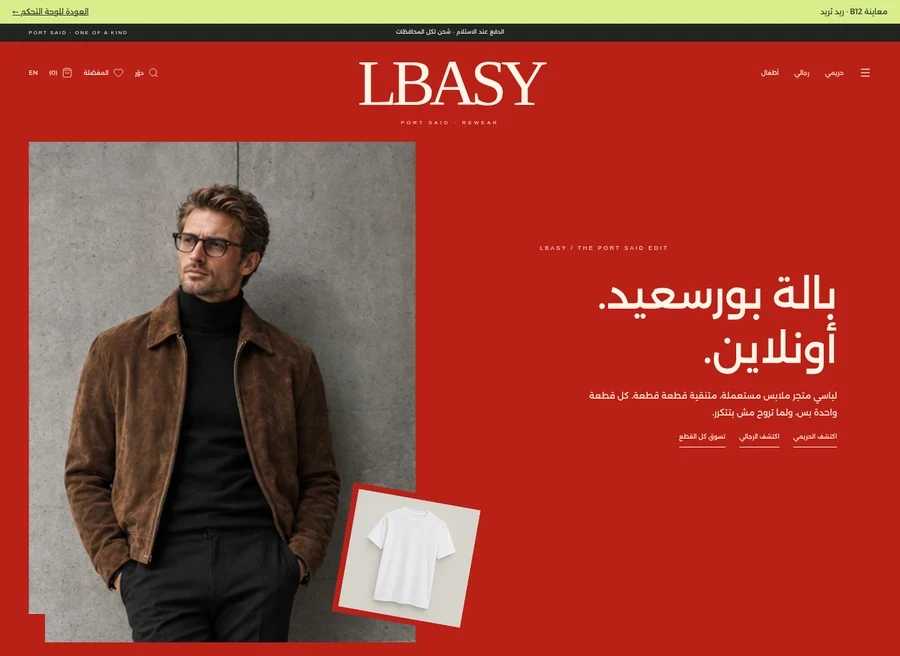 معاينة B12 · ريد ثريد
العودة للوحة التحكم ←
الدفع عند الاستلام · شحن لكل المحافظات
PORT SAID · ONE OF A KIND
حريمي
رجالي
أطفال
LBASY
PORT SAID · REWEAR
دوّر
المفضلة
(0)
EN
LBASY / THE PORT SAID EDIT
بالة بورسعيد.
أونلاين.
لباسي متجر ملابس مستعملة، متنقية قطعة قطعة. كل قطعة
واحدة بس، ولما تروح مش بتتكرر.
اكتشف الحريمي
اكتشف الرجالي
تسوق كل القطع